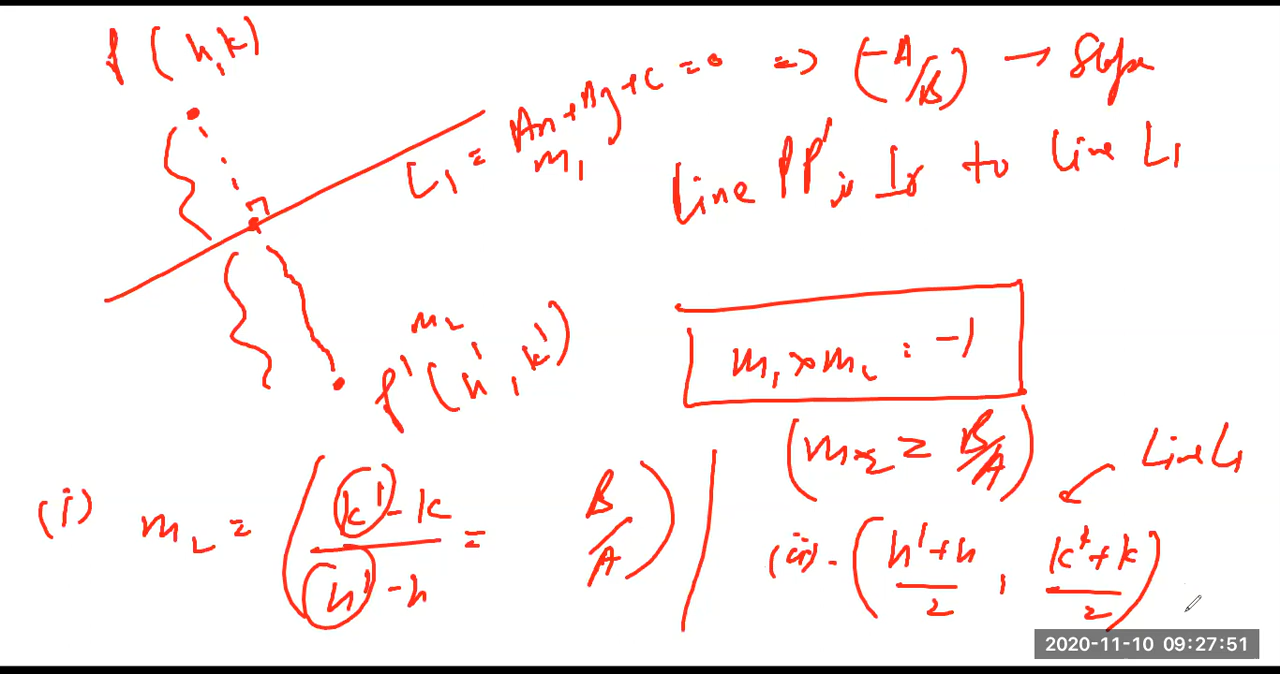 P (h, k)
L₁ = Ax + By + C = 0 => (-A/B) → Slope
m₁
Line PP' is ⊥r to Line L₁
m₂
P' (h', k')
m₁ × m₂ = -1
(m₂ = B/A)
Line L₁
(i) m₂ = (k' - k / h' - h = B/A)
(ii) - (h' + h / 2 , k' + k / 2)
2020-11-10 09:27:51